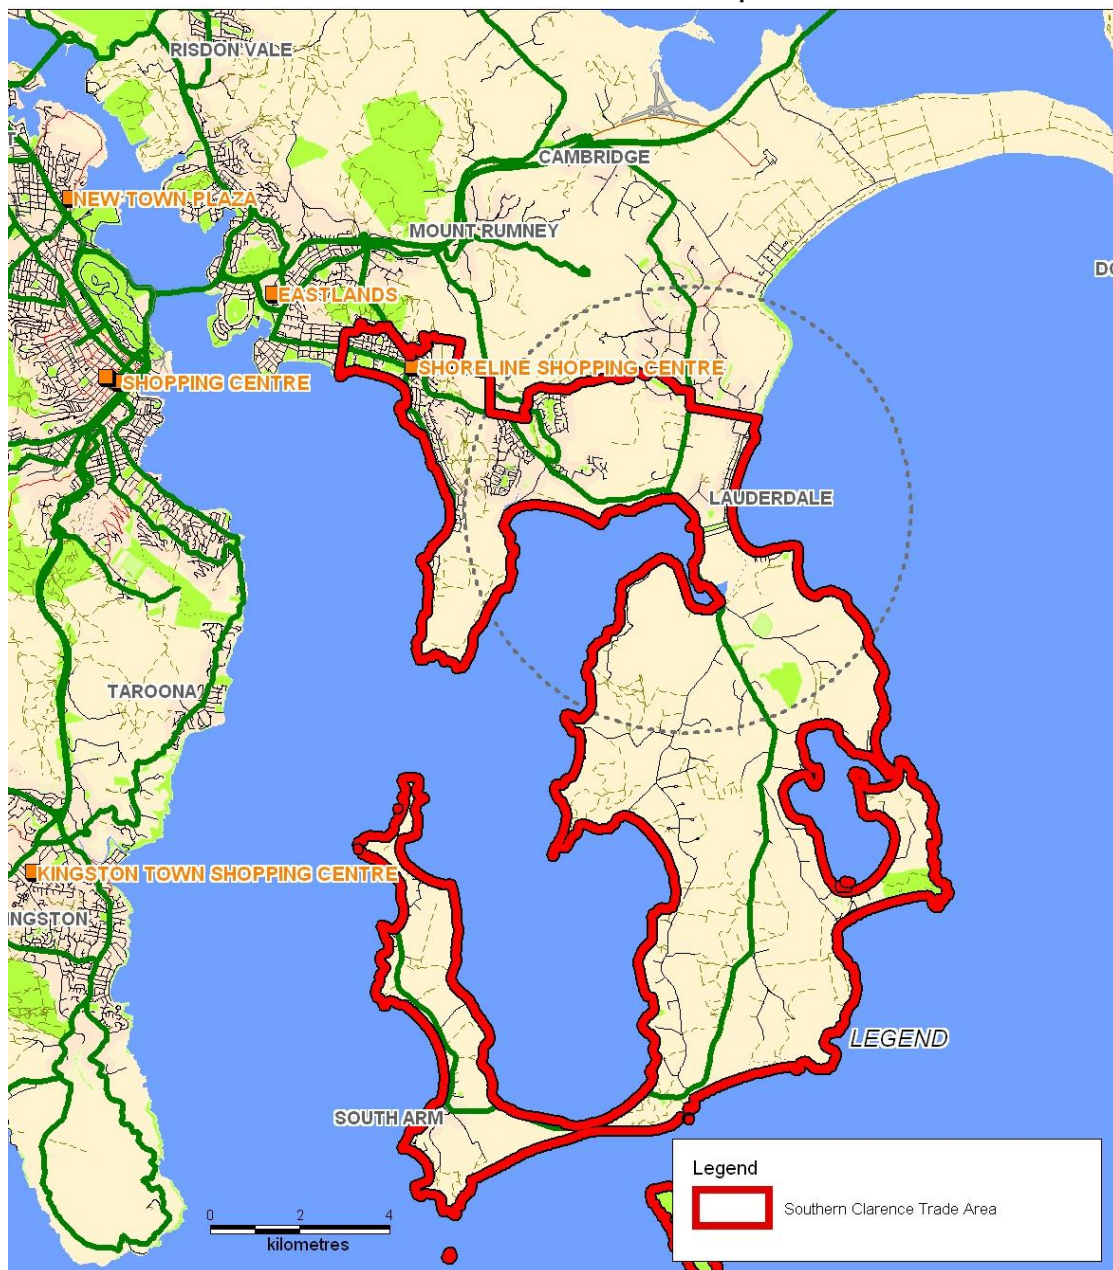 RISDON VALE
CAMBRIDGE
NEW TOWN PLAZA
MOUNT RUMNEY
EASTLANDS
SHORELINE SHOPPING CENTRE
SHOPPING CENTRE
LAUDERDALE
TAROONA
KINGSTON TOWN SHOPPING CENTRE
INGSTON
LEGEND
SOUTH ARM
Legend
Southern Clarence Trade Area
0 2 4
kilometres